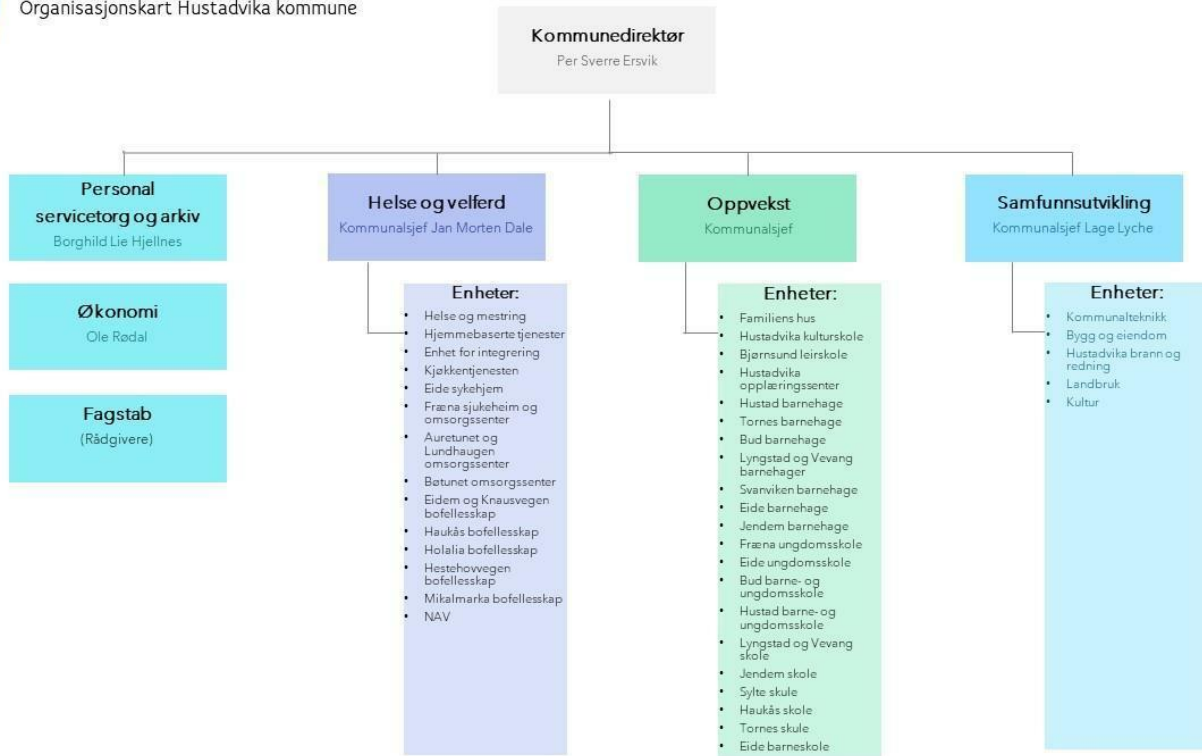 Organisasjonskart Hustadvika kommune
Kommunedirektør
Per Sverre Ersvik
Personal
servicetorg og arkiv
Borghild Lie Hjellnes
Økonomi
Ole Rødal
Fagstab
(Rådgivere)
Helse og velferd
Kommunalsjef Jan Morten Dale
Enheter:
• Helse og mestring
• Hjemmebaserte tjenester
• Enhet for integrering
• Kjøkkentjenesten
• Eide sykehjem
• Fræna sjukeheim og
omsorgssenter
• Auretunet og
Lundhaugen
omsorgssenter
• Bøtunet omsorgssenter
• Eidem og Knausvegen
bofellesskap
• Haukås bofellesskap
• Holalia bofellesskap
• Hestehovvegen
bofellesskap
• Mikalmarka bofellesskap
• NAV
Oppvekst
Kommunalsjef
Enheter:
• Familiens hus
• Hustadvika kulturskole
• Bjørnsund leirskole
• Hustadvika
opplæringssenter
• Hustad barnehage
• Tornes barnehage
• Bud barnehage
• Lyngstad og Vevang
barnehager
• Svanviken barnehage
• Eide barnehage
• Jendem barnehage
• Fræna ungdomsskole
• Eide ungdomsskole
• Bud barne- og
ungdomsskole
• Hustad barne- og
ungdomsskole
• Lyngstad og Vevang
skole
• Jendem skole
• Sylte skule
• Haukås skole
• Tornes skule
• Eide barneskole
Samfunnsutvikling
Kommunalsjef Lage Lyche
Enheter:
• Kommunalteknikk
• Bygg og eiendom
• Hustadvika brann og
redning
• Landbruk
• Kultur